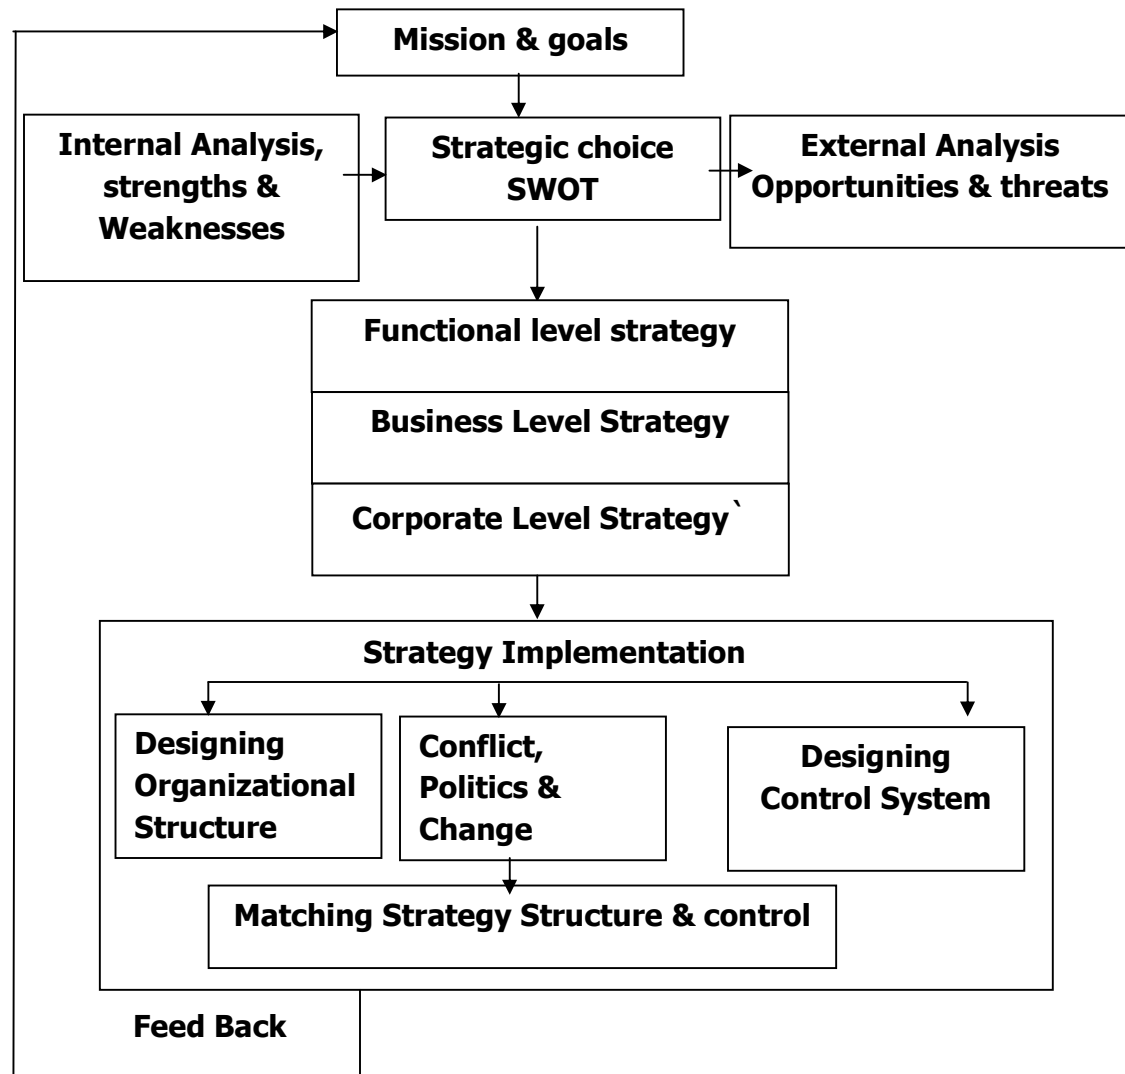 Mission & goals
Internal Analysis,
strengths &
Weaknesses
Strategic choice
SWOT
External Analysis
Opportunities & threats
Functional level strategy
Business Level Strategy
Corporate Level Strategy`
Strategy Implementation
Designing
Organizational
Structure
Conflict,
Politics &
Change
Designing
Control System
Matching Strategy Structure & control
Feed Back